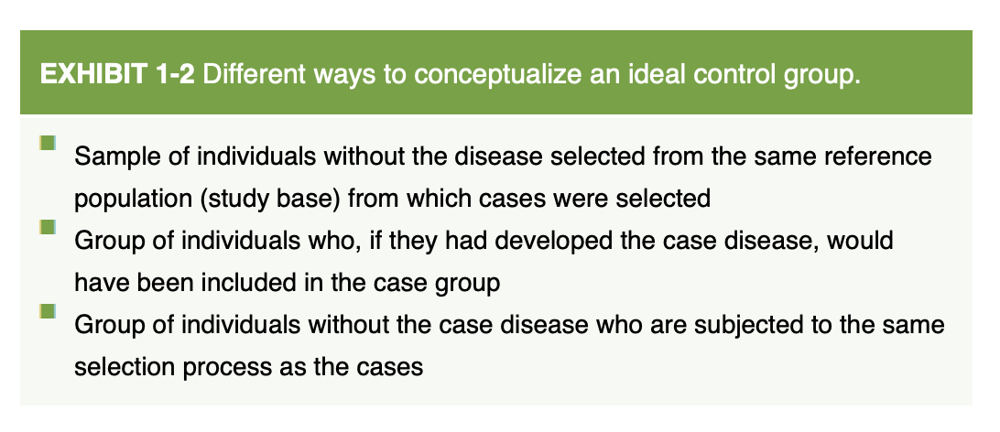 EXHIBIT 1-2 Different ways to conceptualize an ideal control group.
Sample of individuals without the disease selected from the same reference
population (study base) from which cases were selected
Group of individuals who, if they had developed the case disease, would
have been included in the case group
Group of individuals without the case disease who are subjected to the same
selection process as the cases